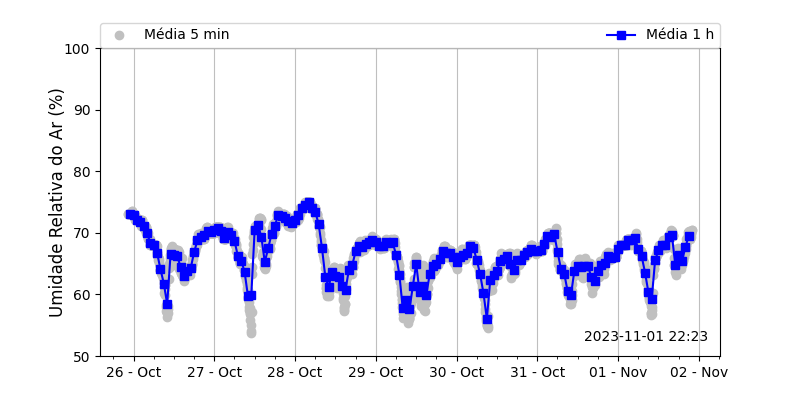 Média 5 min
Média 1 h
Umidade Relativa do Ar (%)
100
90
80
70
60
50
2023-11-01 22:23
26 - Oct
27 - Oct
28 - Oct
29 - Oct
30 - Oct
31 - Oct
01 - Nov
02 - Nov